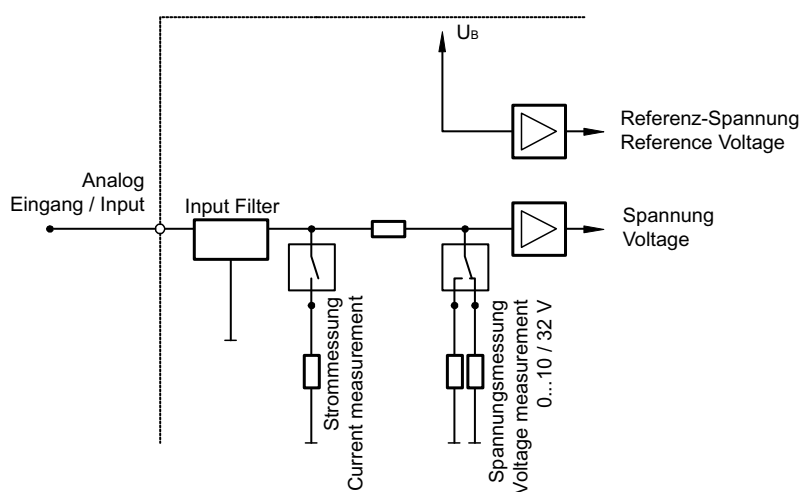 UB
Referenz-Spannung
Reference Voltage
Analog
Eingang / Input
Input Filter
Spannung
Voltage
Strommessung
Current measurement
Spannungsmessung
Voltage measurement
0...10 / 32 V